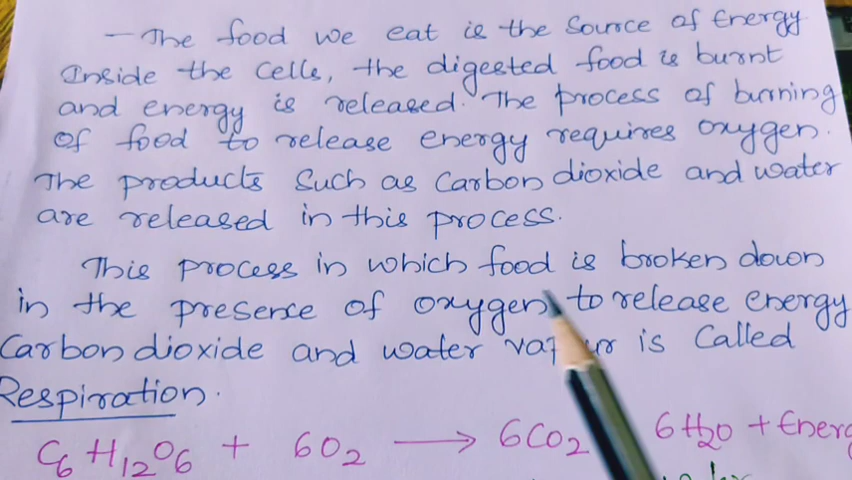 - The food we eat is the Source of Energy
Inside the cells, the digested food is burnt
and energy is released. The process of burning
of food to release energy requires oxygen.
The products such as Carbon dioxide and water
are released in this process.
This process in which food is broken down
in the presence of oxygen to release energy
Carbon dioxide and water is called
Respiration.
C6H12O6 + 6O2 → 6CO2 6H2O + Energ